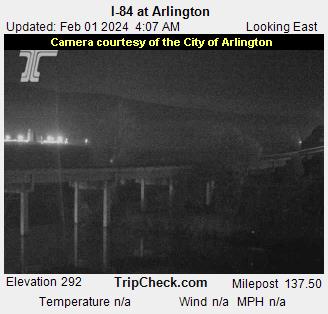 I-84 at Arlington
Updated: Feb 01 2024 4:07 AM Looking East
Camera courtesy of the City of Arlington
Elevation 292 TripCheck.com Milepost 137.50
Temperature n/a Wind n/a MPH n/a